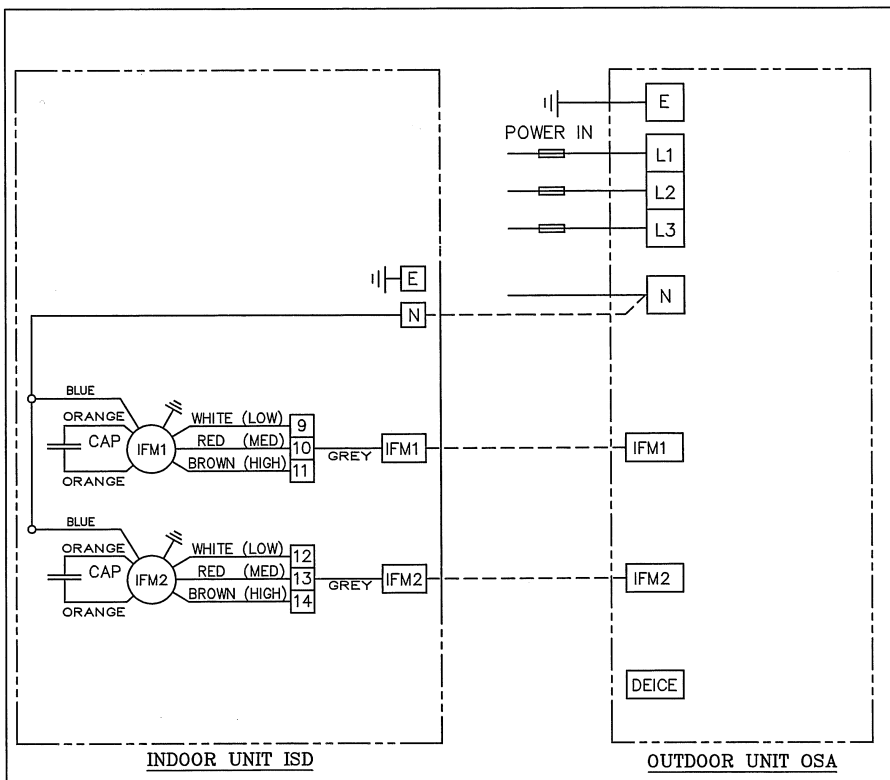 E
POWER IN
L1
L2
L3
E
N
N
BLUE
ORANGE
WHITE (LOW)
9
CAP
IFM1
RED (MED)
10
GREY
IFM1
IFM1
BROWN (HIGH)
11
ORANGE
BLUE
ORANGE
WHITE (LOW)
12
CAP
IFM2
RED (MED)
13
GREY
IFM2
IFM2
BROWN (HIGH)
14
ORANGE
DEICE
INDOOR UNIT ISD
OUTDOOR UNIT OSA